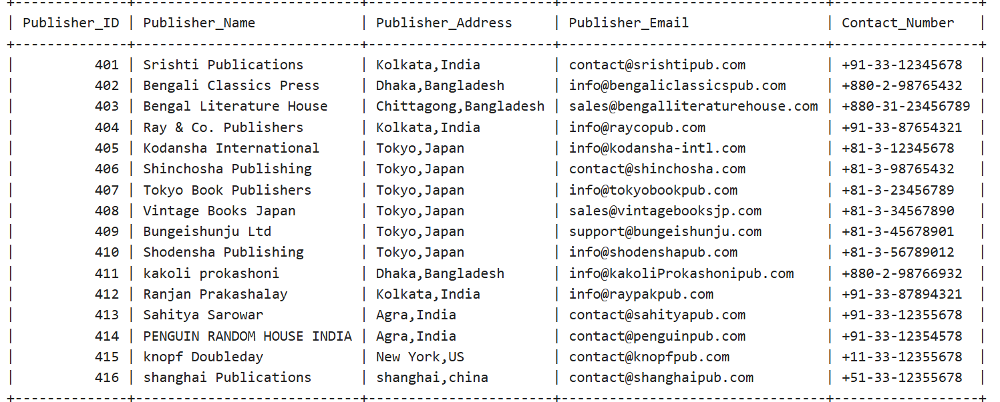 +--------------+----------------------------+-----------------------+---------------------------------+------------------+
| Publisher_ID | Publisher_Name             | Publisher_Address     | Publisher_Email                 | Contact_Number   |
+--------------+----------------------------+-----------------------+---------------------------------+------------------+
|          401 | Srishti Publications       | Kolkata,India         | contact@srishtipub.com          | +91-33-12345678  |
|          402 | Bengali Classics Press     | Dhaka,Bangladesh      | info@bengaliclassicspub.com     | +880-2-98765432  |
|          403 | Bengal Literature House    | Chittagong,Bangladesh | sales@bengalliteraturehouse.com | +880-31-23456789 |
|          404 | Ray & Co. Publishers       | Kolkata,India         | info@raycopub.com               | +91-33-87654321  |
|          405 | Kodansha International     | Tokyo,Japan           | info@kodansha-intl.com          | +81-3-12345678   |
|          406 | Shinchosha Publishing      | Tokyo,Japan           | contact@shinchosha.com          | +81-3-98765432   |
|          407 | Tokyo Book Publishers      | Tokyo,Japan           | info@tokyobookpub.com           | +81-3-23456789   |
|          408 | Vintage Books Japan        | Tokyo,Japan           | sales@vintagebooksjp.com        | +81-3-34567890   |
|          409 | Bungeishunju Ltd           | Tokyo,Japan           | support@bungeishunju.com        | +81-3-45678901   |
|          410 | Shodensha Publishing       | Tokyo,Japan           | info@shodenshapub.com           | +81-3-56789012   |
|          411 | kakoli prokashoni          | Dhaka,Bangladesh      | info@kakoliProkashonipub.com    | +880-2-98766932  |
|          412 | Ranjan Prakashalay         | Kolkata,India         | info@raypakpub.com              | +91-33-87894321  |
|          413 | Sahitya Sarowar            | Agra,India            | contact@sahityapub.com          | +91-33-12355678  |
|          414 | PENGUIN RANDOM HOUSE INDIA | Agra,India            | contact@penguinpub.com          | +91-33-12354578  |
|          415 | knopf Doubleday            | New York,US           | contact@knopfpub.com            | +11-33-12355678  |
|          416 | shanghai Publications      | shanghai,china        | contact@shanghaipub.com         | +51-33-12355678  |
+--------------+----------------------------+-----------------------+---------------------------------+------------------+